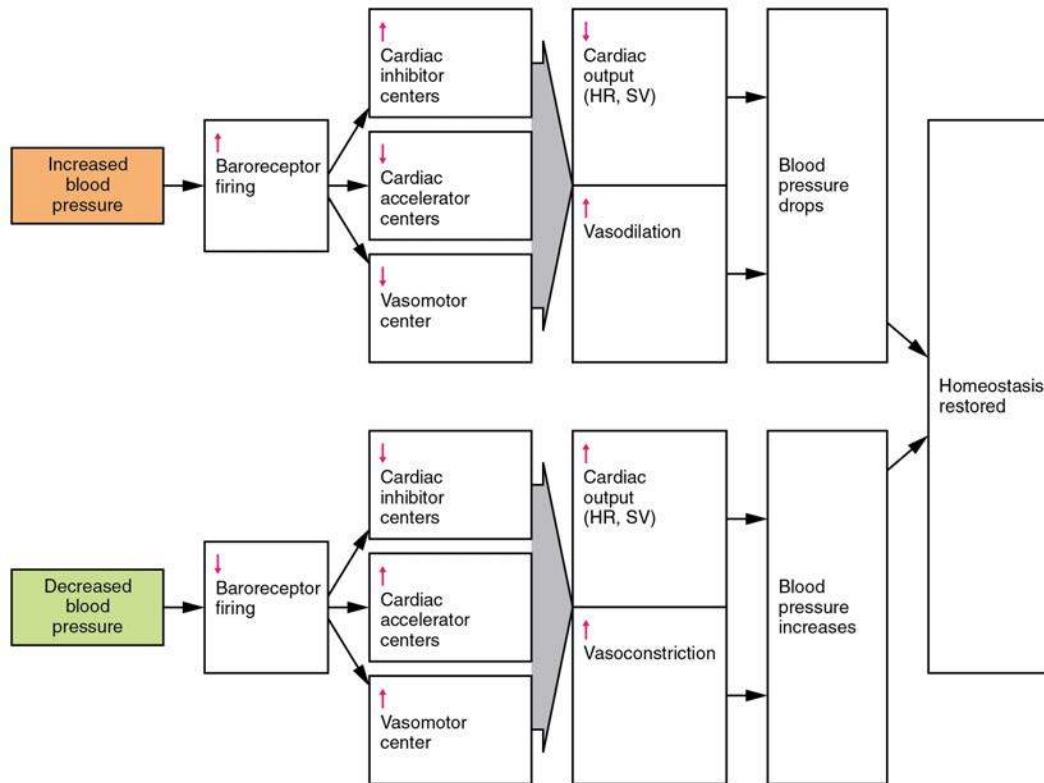 Increased
blood
pressure
↑
Baroreceptor
firing
↑
Cardiac
inhibitor
centers
↓
Cardiac
accelerator
centers
↓
Vasomotor
center
↓
Cardiac
output
(HR, SV)
↑
Vasodilation
Blood
pressure
drops
Decreased
blood
pressure
↓
Baroreceptor
firing
↓
Cardiac
inhibitor
centers
↑
Cardiac
accelerator
centers
↑
Vasomotor
center
↑
Cardiac
output
(HR, SV)
↑
Vasoconstriction
Blood
pressure
increases
Homeostasis
restored